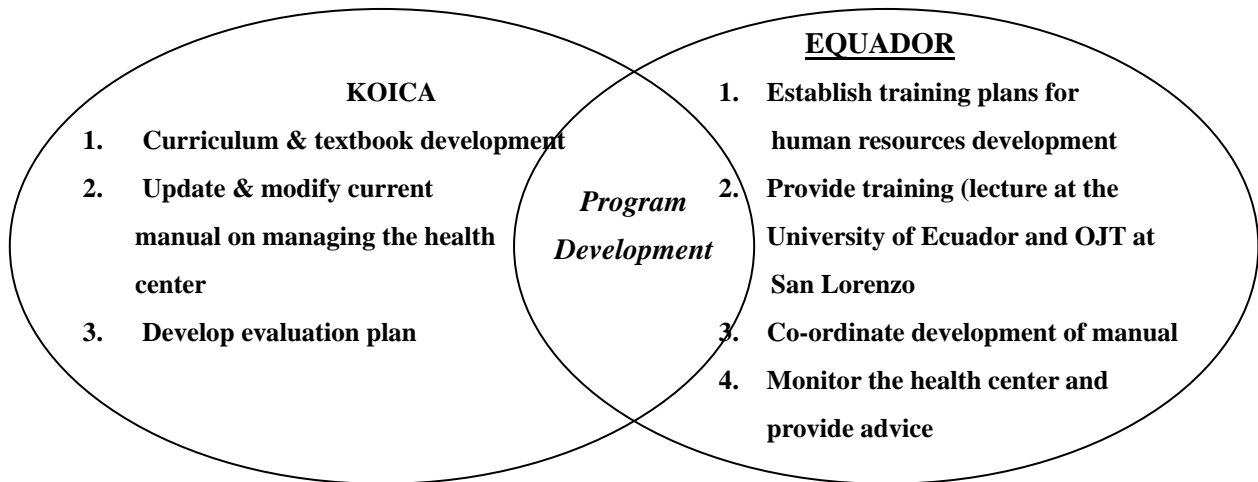 KOICA
1. Curriculum & textbook development
2. Update & modify current
manual on managing the health
center
3. Develop evaluation plan
Program
Development
EQUADOR
1. Establish training plans for
human resources development
2. Provide training (lecture at the
University of Ecuador and OJT at
San Lorenzo
3. Co-ordinate development of manual
4. Monitor the health center and
provide advice